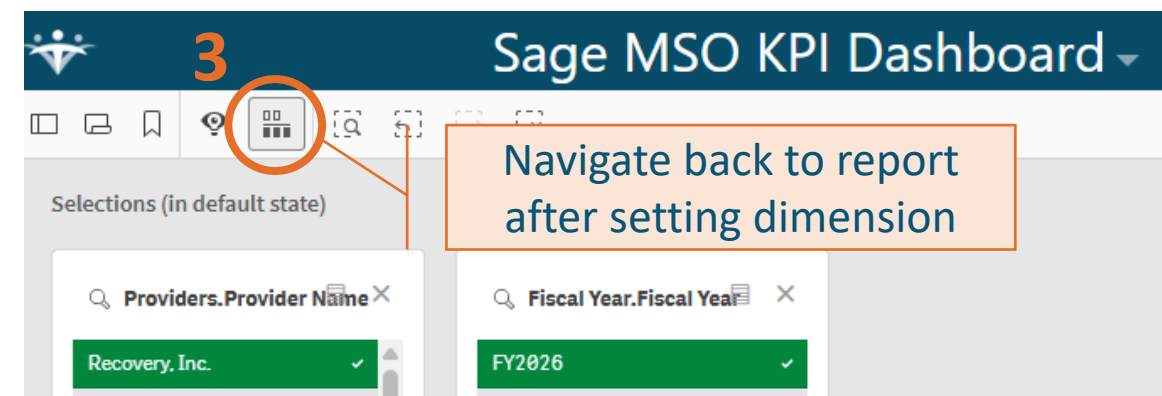 3
Sage MSO KPI Dashboard
Navigate back to report
after setting dimension
Selections (in default state)
Providers.Provider Name
Fiscal Year.Fiscal Year
Recovery, Inc.
FY2026